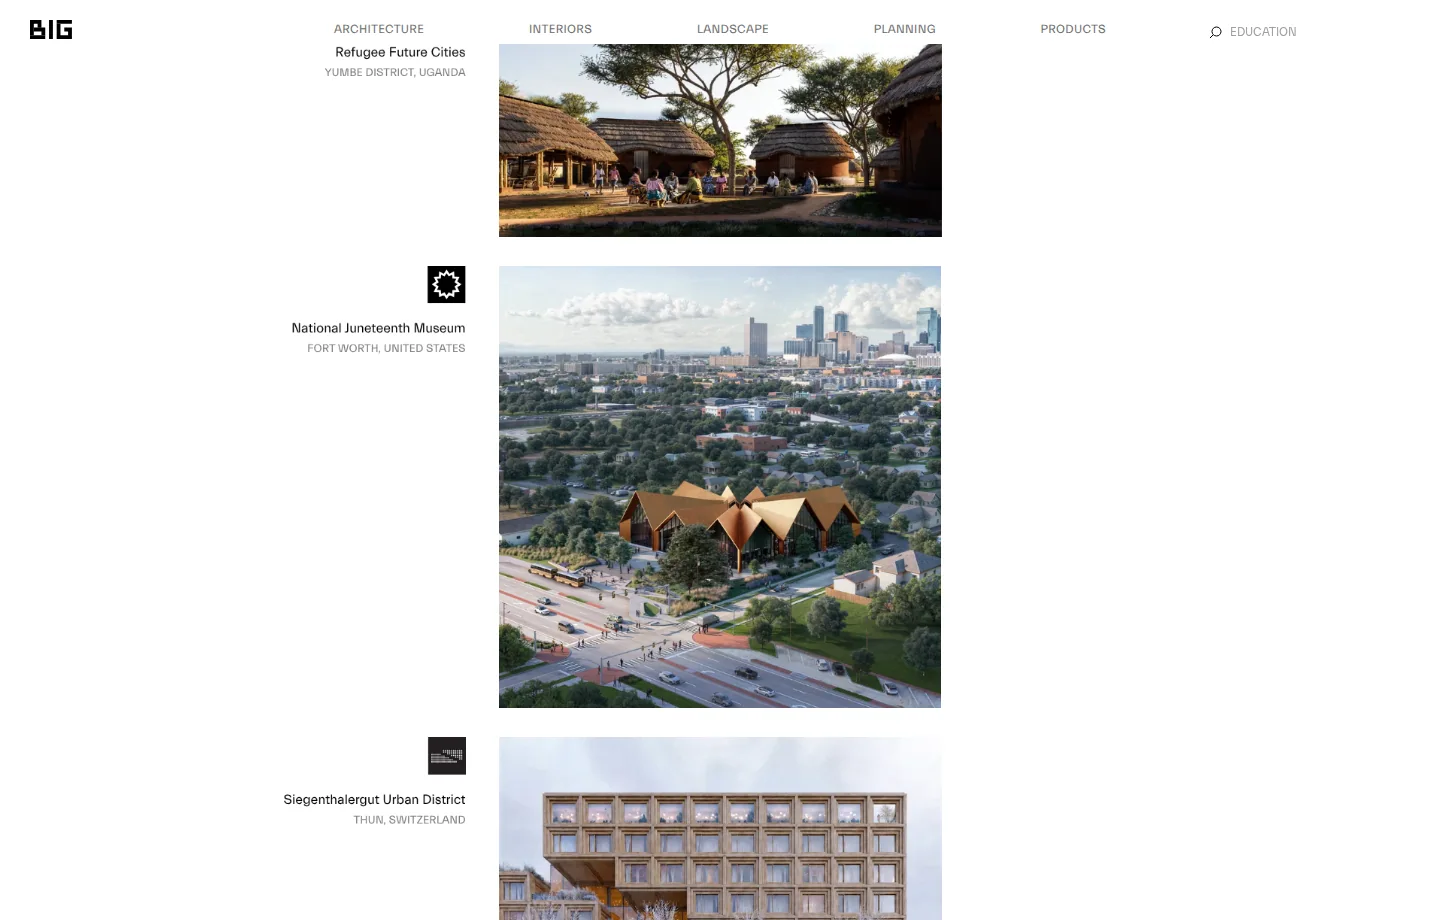 BIG
ARCHITECTURE
INTERIORS
LANDSCAPE
PLANNING
PRODUCTS
EDUCATION
Refugee Future Cities
YUMBE DISTRICT, UGANDA
National Juneteenth Museum
FORT WORTH, UNITED STATES
Siegenthalergut Urban District
THUN, SWITZERLAND